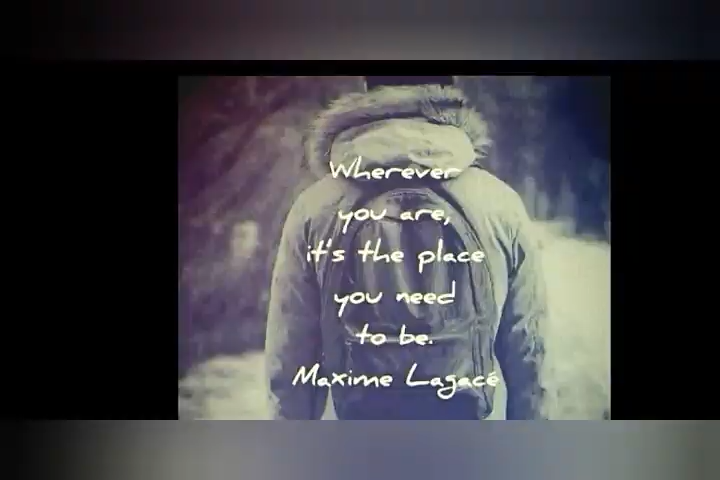 Wherever
you are,
it's the place
you need
to be.
Maxime Lagacé